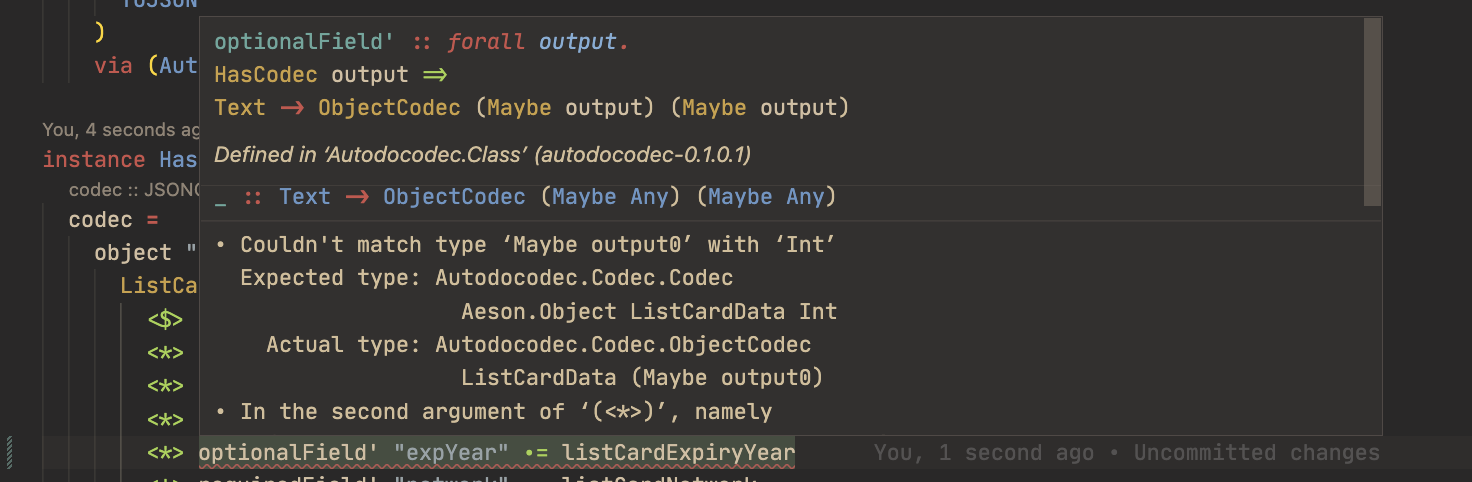 )
via (Aut
optionalField' :: forall output.
HasCodec output =>
Text -> ObjectCodec (Maybe output) (Maybe output)
Defined in ‘Autodocodec.Class’ (autodocodec-0.1.0.1)
_ :: Text -> ObjectCodec (Maybe Any) (Maybe Any)
• Couldn't match type ‘Maybe output0’ with ‘Int’
Expected type: Autodocodec.Codec.Codec
Aeson.Object ListCardData Int
Actual type: Autodocodec.Codec.ObjectCodec
ListCardData (Maybe output0)
• In the second argument of ‘(<*>)’, namely
You, 4 seconds ag
instance Has
codec :: JSONC
codec =
object "
ListCa
<$>
<*>
<*>
<*>
<*> optionalField' "expYear" .= listCardExpiryYear You, 1 second ago • Uncommitted changes